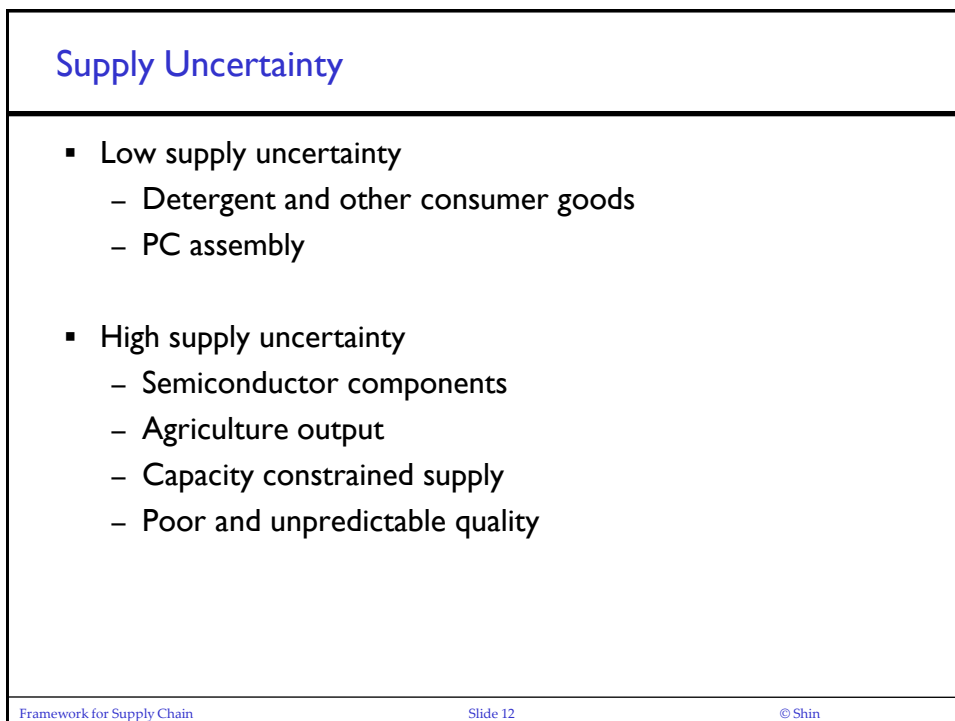 Supply Uncertainty
▪ Low supply uncertainty
– Detergent and other consumer goods
– PC assembly
▪ High supply uncertainty
– Semiconductor components
– Agriculture output
– Capacity constrained supply
– Poor and unpredictable quality
Framework for Supply Chain Slide 12 © Shin